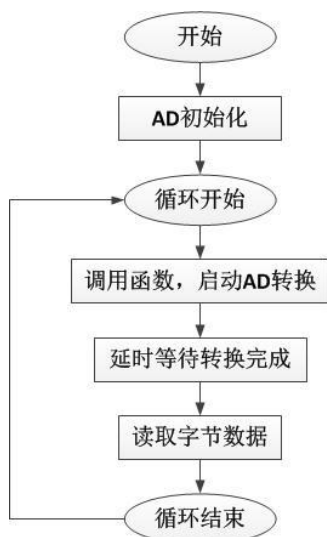 开始
AD初始化
循环开始
调用函数，启动AD转换
延时等待转换完成
读取字节数据
循环结束